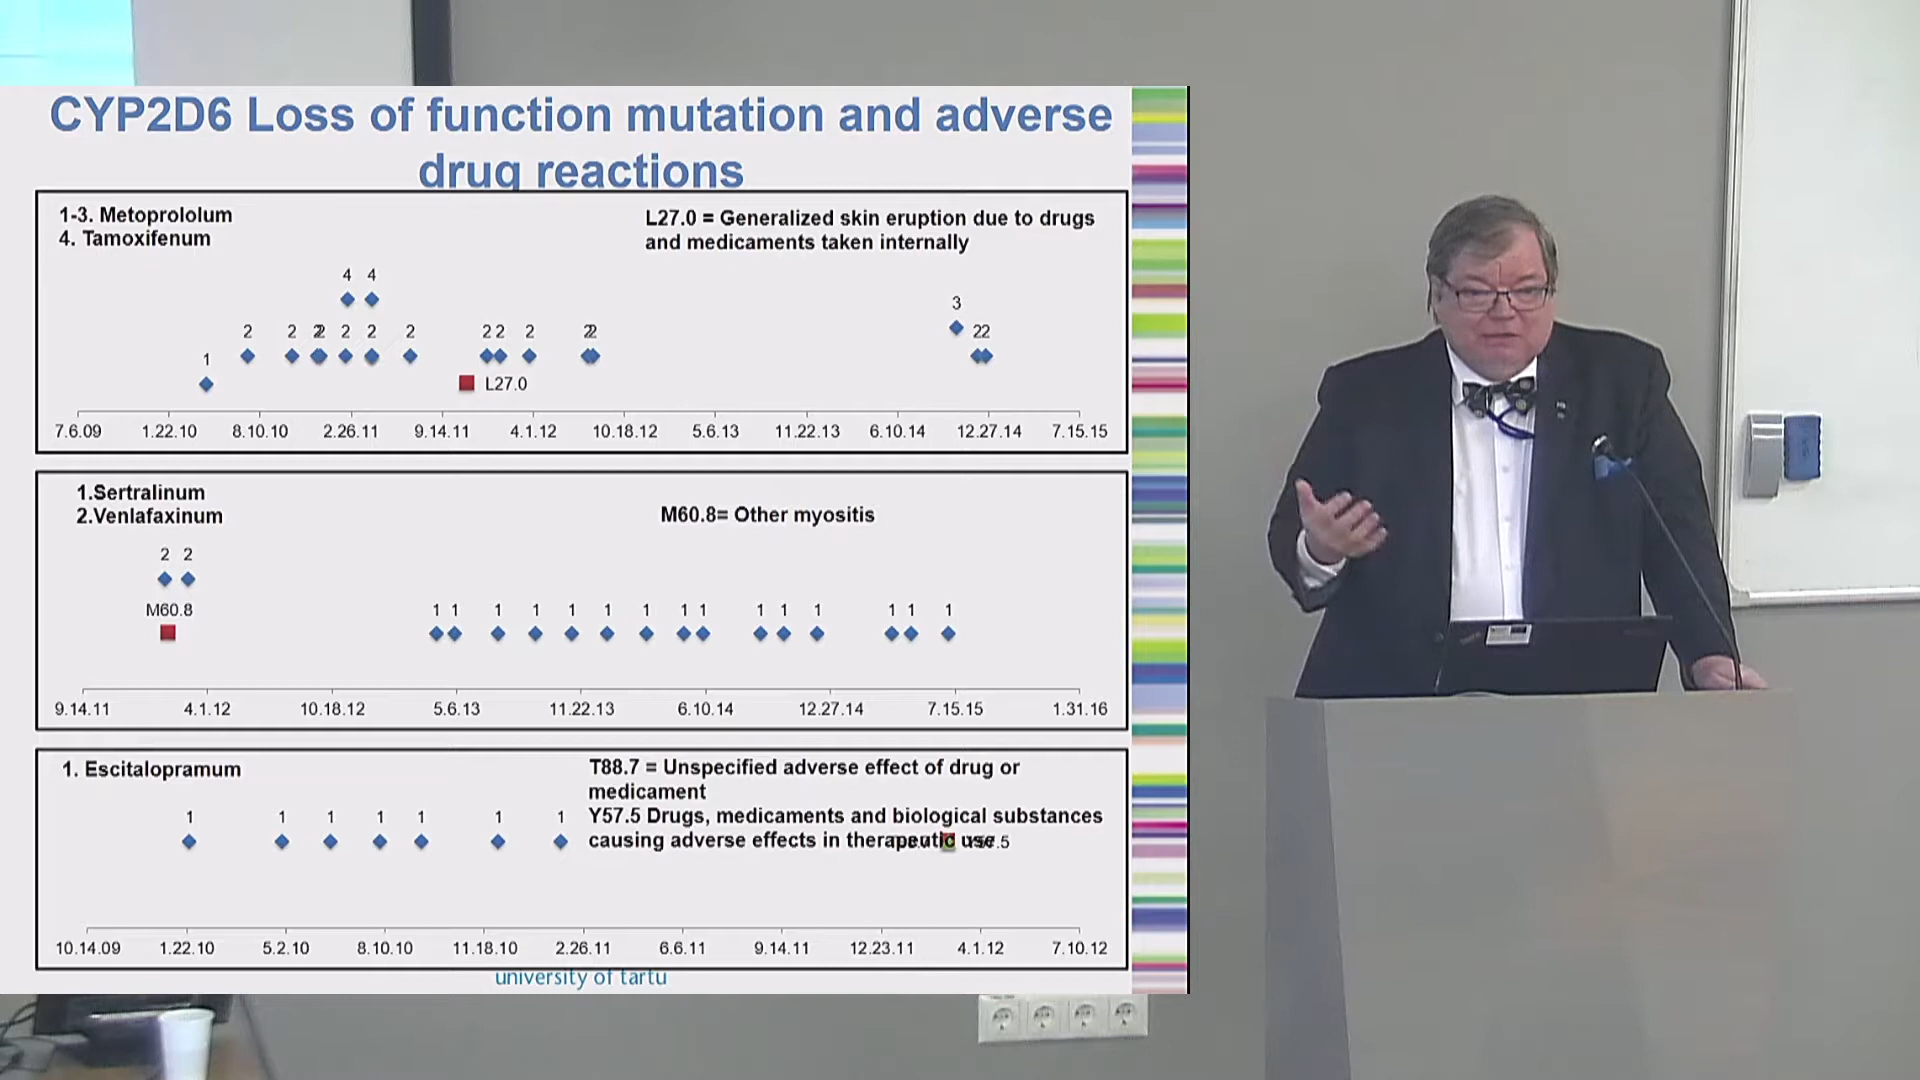 CYP2D6 Loss of function mutation and adverse
drug reactions
1-3. Metoprololum
4. Tamoxifenum
L27.0 = Generalized skin eruption due to drugs
and medicaments taken internally
4 4
3
2 2 2 2 2 2 2 2 2 2 2 2 2 2 2
1
L27.0
7.6.09 1.22.10 8.10.10 2.26.11 9.14.11 4.1.12 10.18.12 5.6.13 11.22.13 6.10.14 12.27.14 7.15.15
1.Sertralinum
2.Venlafaxinum
M60.8= Other myositis
2 2
M60.8
1 1 1 1 1 1 1 1 1 1 1 1 1 1 1
9.14.11 4.1.12 10.18.12 5.6.13 11.22.13 6.10.14 12.27.14 7.15.15 1.31.16
1. Escitalopramum
T88.7 = Unspecified adverse effect of drug or
medicament
Y57.5 Drugs, medicaments and biological substances
causing adverse effects in therapeutic use
1 1 1 1 1 1 1
10.14.09 1.22.10 5.2.10 8.10.10 11.18.10 2.26.11 6.6.11 9.14.11 12.23.11 4.1.12 7.10.12
university of tartu